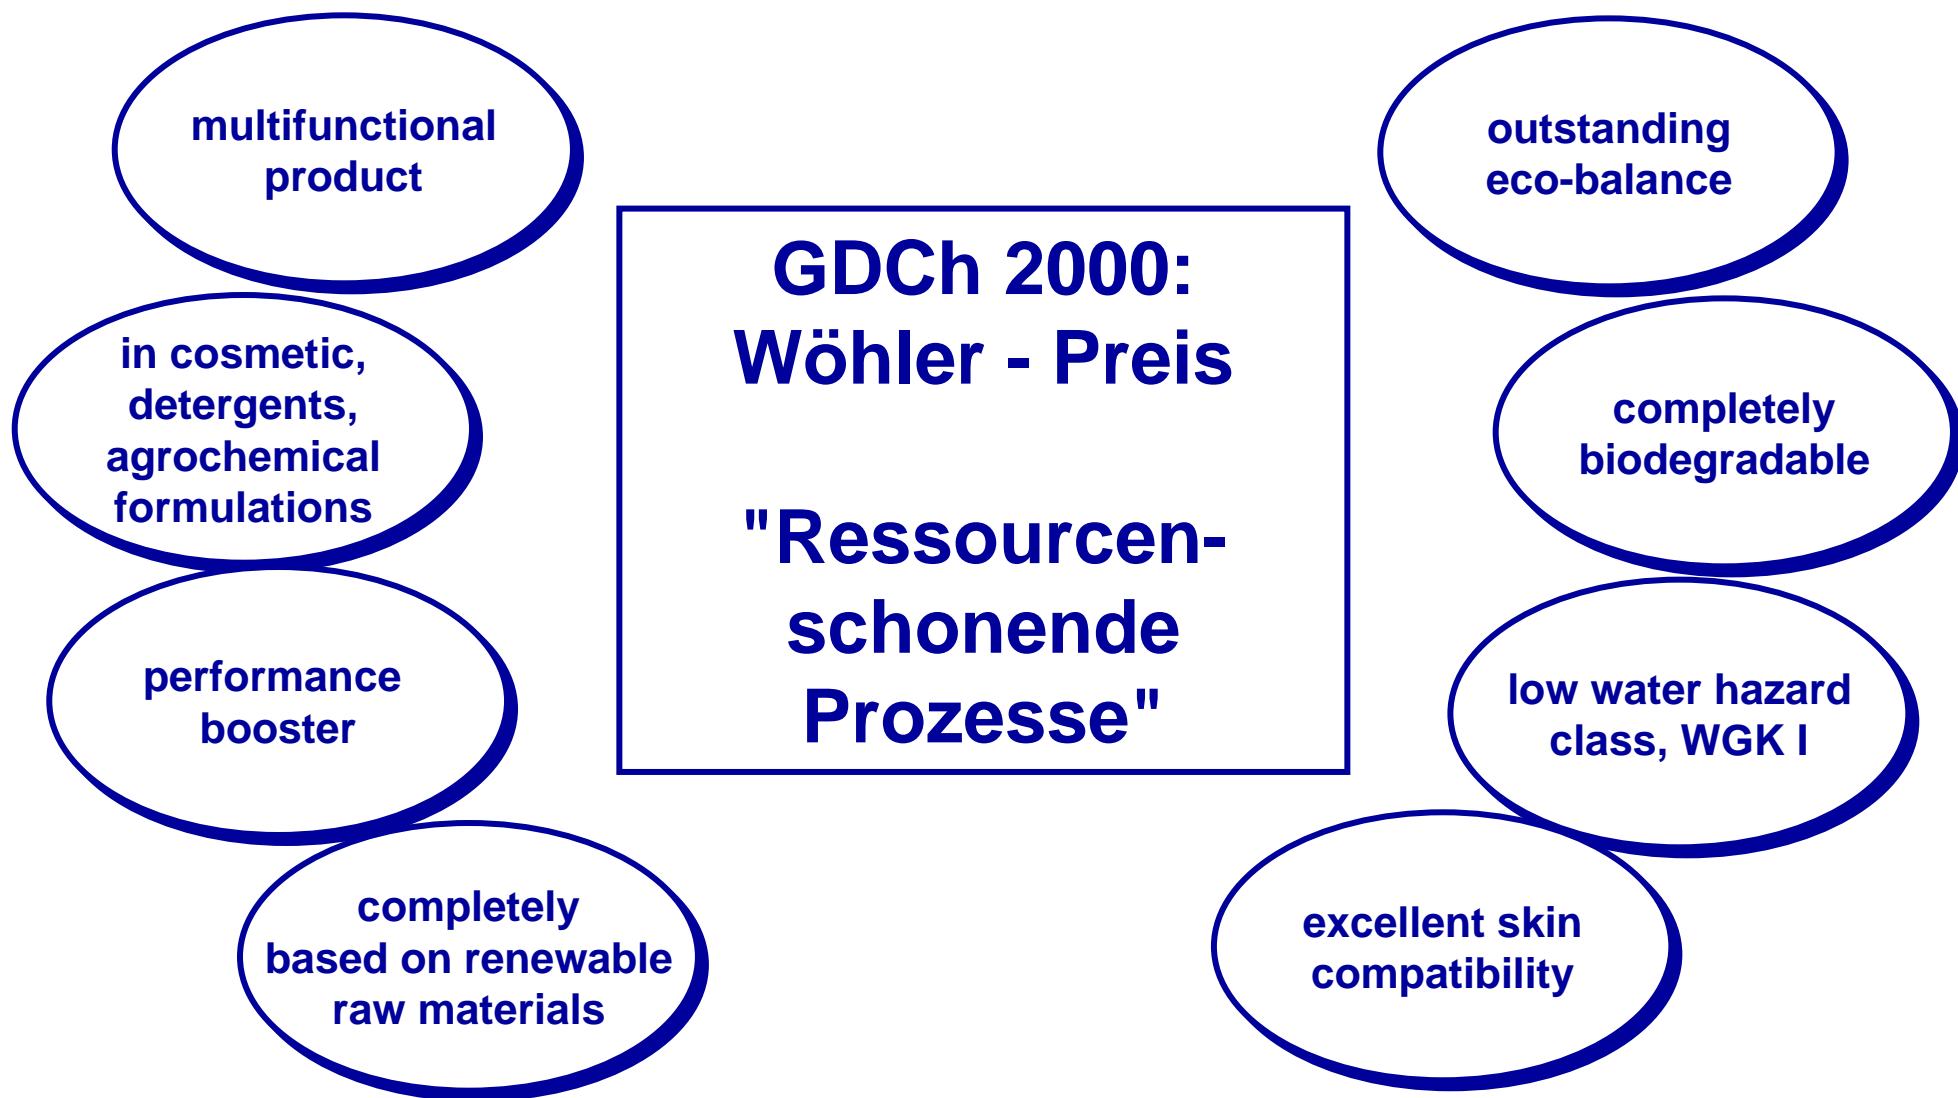 multifunctional
product
in cosmetic,
detergents,
agrochemical
formulations
performance
booster
completely
based on renewable
raw materials
GDCh 2000:
Wöhler - Preis
"Ressourcen-
schonende
Prozesse"
outstanding
eco-balance
completely
biodegradable
low water hazard
class, WGK I
excellent skin
compatibility